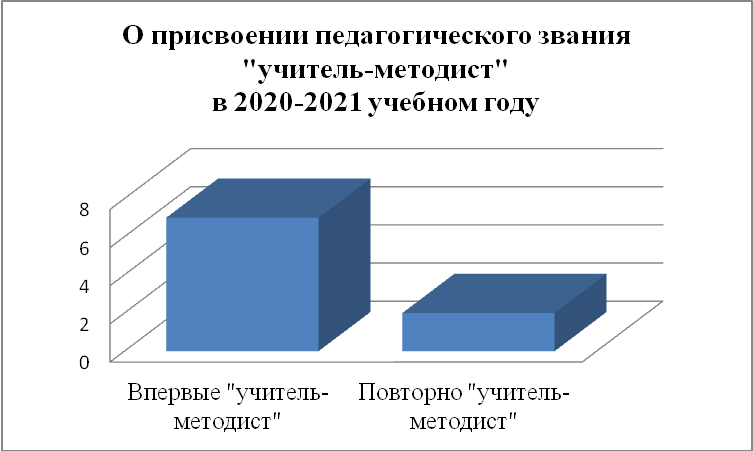 О присвоении педагогического звания
"учитель-методист"
в 2020-2021 учебном году
8
6
4
2
0
Впервые "учитель-
методист"
Повторно "учитель-
методист"